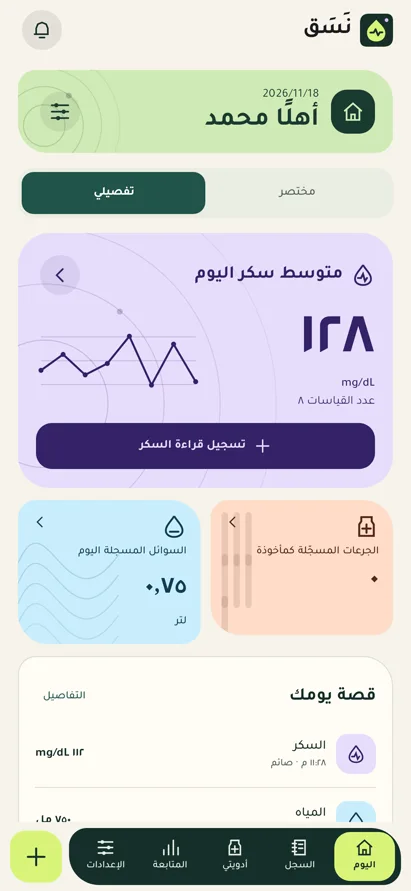 نَسَق
2026/11/18
أهلًا محمد
مختصر
تفصيلي
متوسط سكر اليوم
١٢٨
mg/dL
عدد القياسات ٨
تسجيل قراءة السكر
الجرعات المسجّلة كمأخوذة
٠
السوائل المسجلة اليوم
٠,٧٥
لتر
قصة يومك
التفاصيل
السكر
١١:٢٨ م · صائم
١١٢ mg/dL
المياه
٧٥٠ مل
اليوم
السجل
أدويتي
المتابعة
الإعدادات